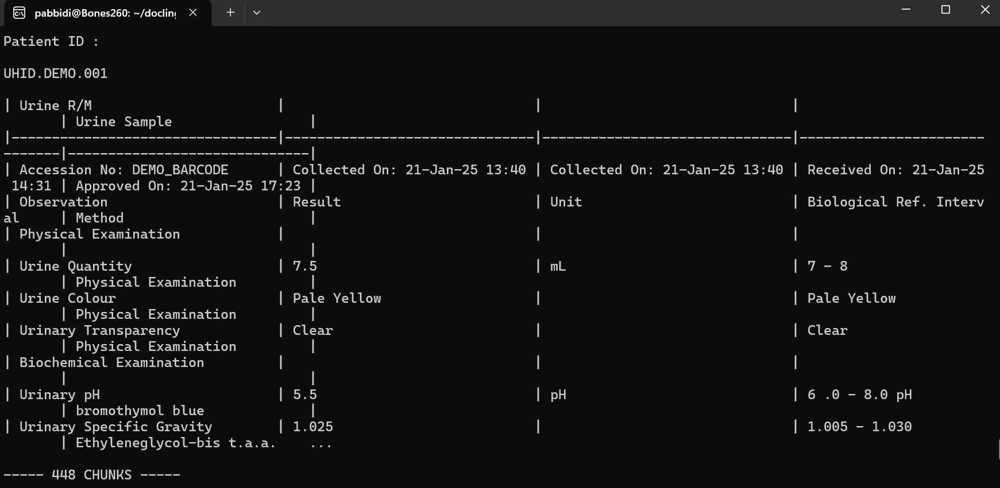 pabbidi@Bones260: ~/docling
Patient ID :
UHID.DEMO.001
| Urine R/M | | |
| Urine Sample |
|---------------------------------|-------------------------------|-------------------------------|-----------------------
-------|------------------------------|
| Accession No: DEMO_BARCODE | Collected On: 21-Jan-25 13:40 | Collected On: 21-Jan-25 13:40 | Received On: 21-Jan-25
14:31 | Approved On: 21-Jan-25 17:23 |
| Observation | Result | Unit | Biological Ref. Interv
al | Method |
| Physical Examination | | |
| |
| Urine Quantity | 7.5 | mL | 7 - 8
| Physical Examination |
| Urine Colour | Pale Yellow | | Pale Yellow
| Physical Examination |
| Urinary Transparency | Clear | | Clear
| Physical Examination |
| Biochemical Examination | | |
| |
| Urinary pH | 5.5 | pH | 6 .0 - 8.0 pH
| bromothymol blue |
| Urinary Specific Gravity | 1.025 | | 1.005 - 1.030
| Ethyleneglycol-bis t.a.a. ...
----- 448 CHUNKS -----